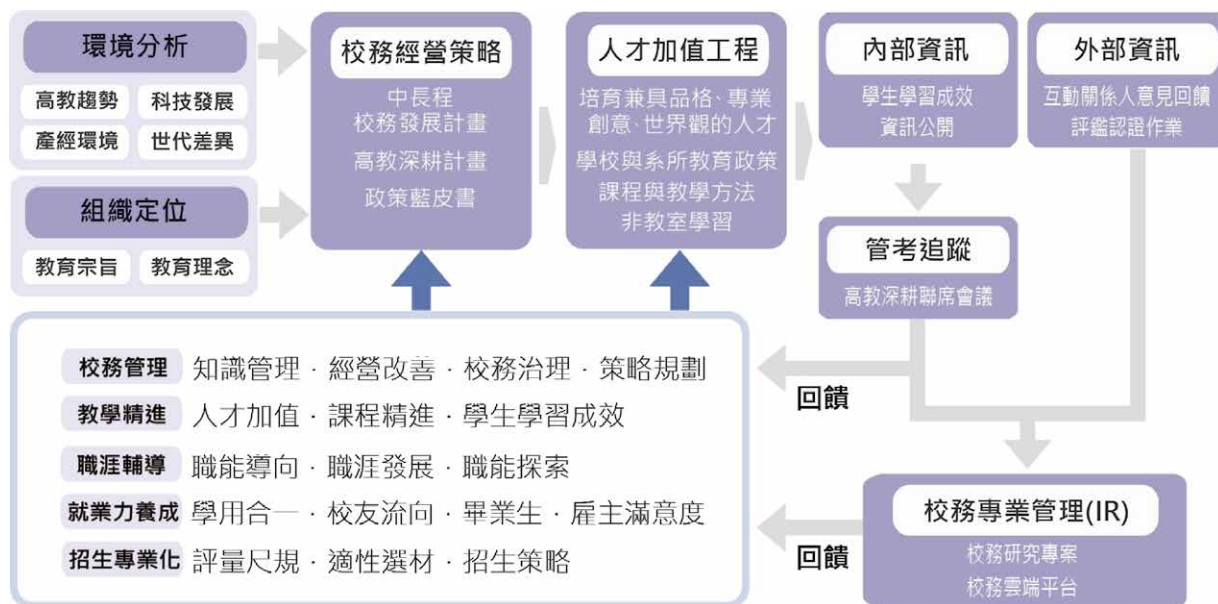 環境分析
高教趨勢 科技發展
產經環境 世代差異
組織定位
教育宗旨 教育理念
校務經營策略
中長程
校務發展計畫
高教深耕計畫
政策藍皮書
人才加值工程
培育兼具品格、專業
創意、世界觀的人才
學校與系所教育政策
課程與教學方法
非教室學習
內部資訊
學生學習成效
資訊公開
外部資訊
互動關係人意見回饋
評鑑認證作業
管考追蹤
高教深耕聯席會議
校務管理 知識管理．經營改善．校務治理．策略規劃
教學精進 人才加值．課程精進．學生學習成效
職涯輔導 職能導向．職涯發展．職能探索
就業力養成 學用合一．校友流向．畢業生．雇主滿意度
招生專業化 評量尺規．適性選材．招生策略
回饋
回饋
校務專業管理(IR)
校務研究專案
校務雲端平台